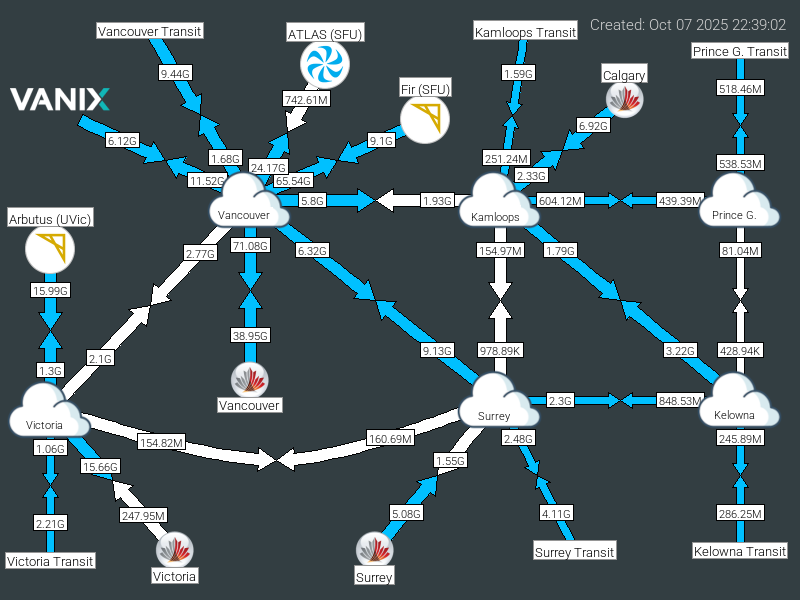 Created: Oct 07 2025 22:39:02
Vancouver Transit
ATLAS (SFU)
Kamloops Transit
Prince G. Transit
9.44G
1.59G
Calgary
VANIX
742.61M
Fir (SFU)
518.46M
6.12G
9.1G
6.92G
1.68G
251.24M
538.53M
24.17G
2.33G
11.52G
65.54G
5.8G
1.93G
604.12M
439.39M
Vancouver
Kamloops
Prince G.
Arbutus (UVic)
2.77G
71.08G
6.32G
154.97M
1.79G
81.04M
15.99G
38.95G
2.1G
9.13G
978.89K
3.22G
428.94K
1.3G
Vancouver
2.3G
848.53M
Victoria
Surrey
Kelowna
1.06G
154.82M
160.69M
2.48G
245.89M
15.66G
1.55G
2.21G
247.95M
5.08G
4.11G
286.25M
Victoria Transit
Victoria
Surrey
Surrey Transit
Kelowna Transit